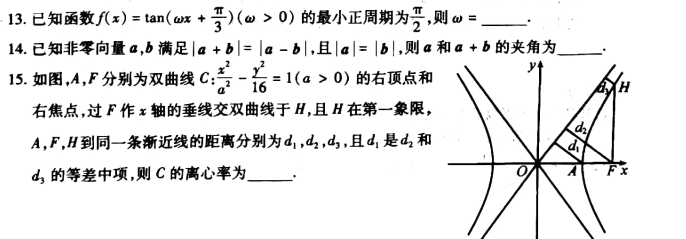 13. 已知函数 f(x) = tan(ωx + π/3)(ω > 0) 的最小正周期为 π/2, 则 ω = ______.
14. 已知非零向量 a,b 满足|a + b|= |a - b|,且|a|= |b|,则 a 和 a + b 的夹角为______.
15. 如图,A,F 分别为双曲线 C: x²/a² - y²/16 = 1(a > 0) 的右顶点和
右焦点,过 F 作 x 轴的垂线交双曲线于 H,且 H 在第一象限,
A,F,H 到同一条渐近线的距离分别为 d₁,d₂,d₃,且 d₁ 是 d₂ 和
d₃ 的等差中项,则 C 的离心率为______.
y
d₃ H
d₂
d₁
O A F x